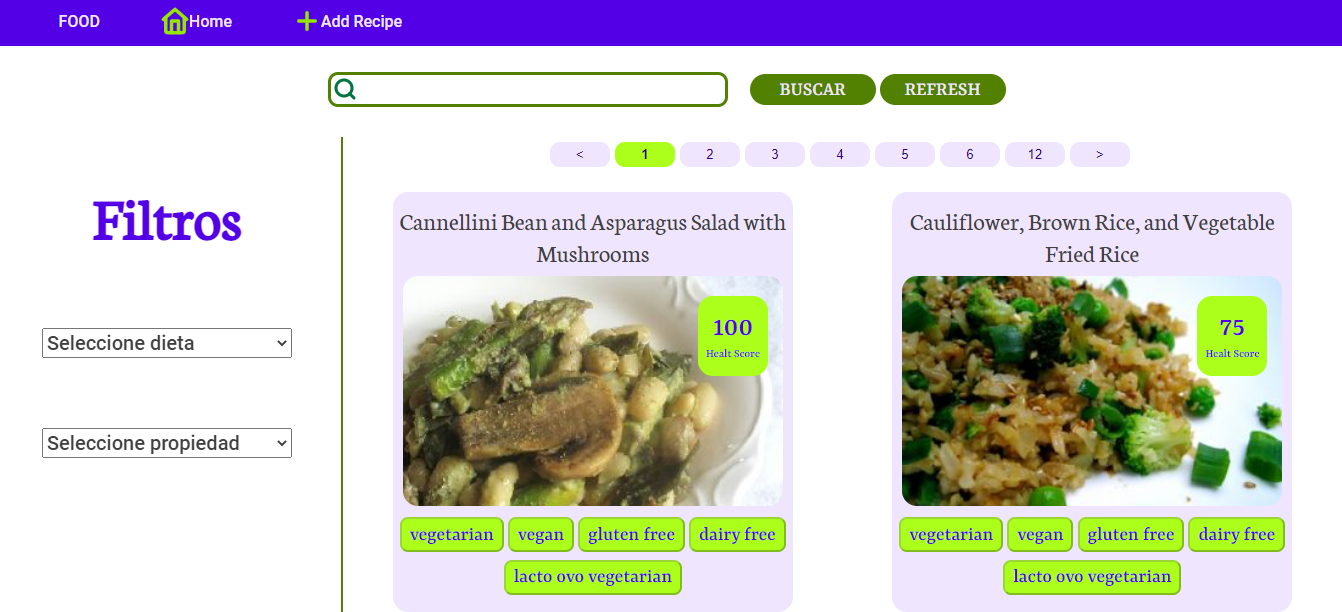 FOOD Home Add Recipe
BUSCAR REFRESH
< 1 2 3 4 5 6 12 >
Filtros
Seleccione dieta
Seleccione propiedad
Cannellini Bean and Asparagus Salad with
Mushrooms
100
Healt Score
vegetarian vegan gluten free dairy free
lacto ovo vegetarian
Cauliflower, Brown Rice, and Vegetable
Fried Rice
75
Healt Score
vegetarian vegan gluten free dairy free
lacto ovo vegetarian